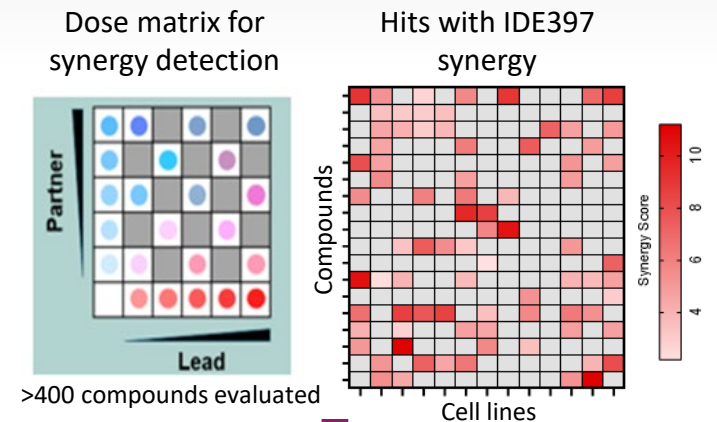 Dose matrix for
synergy detection
Hits with IDE397
synergy
Partner
Lead
>400 compounds evaluated
Compounds
Cell lines
Synergy Score
10
8
6
4